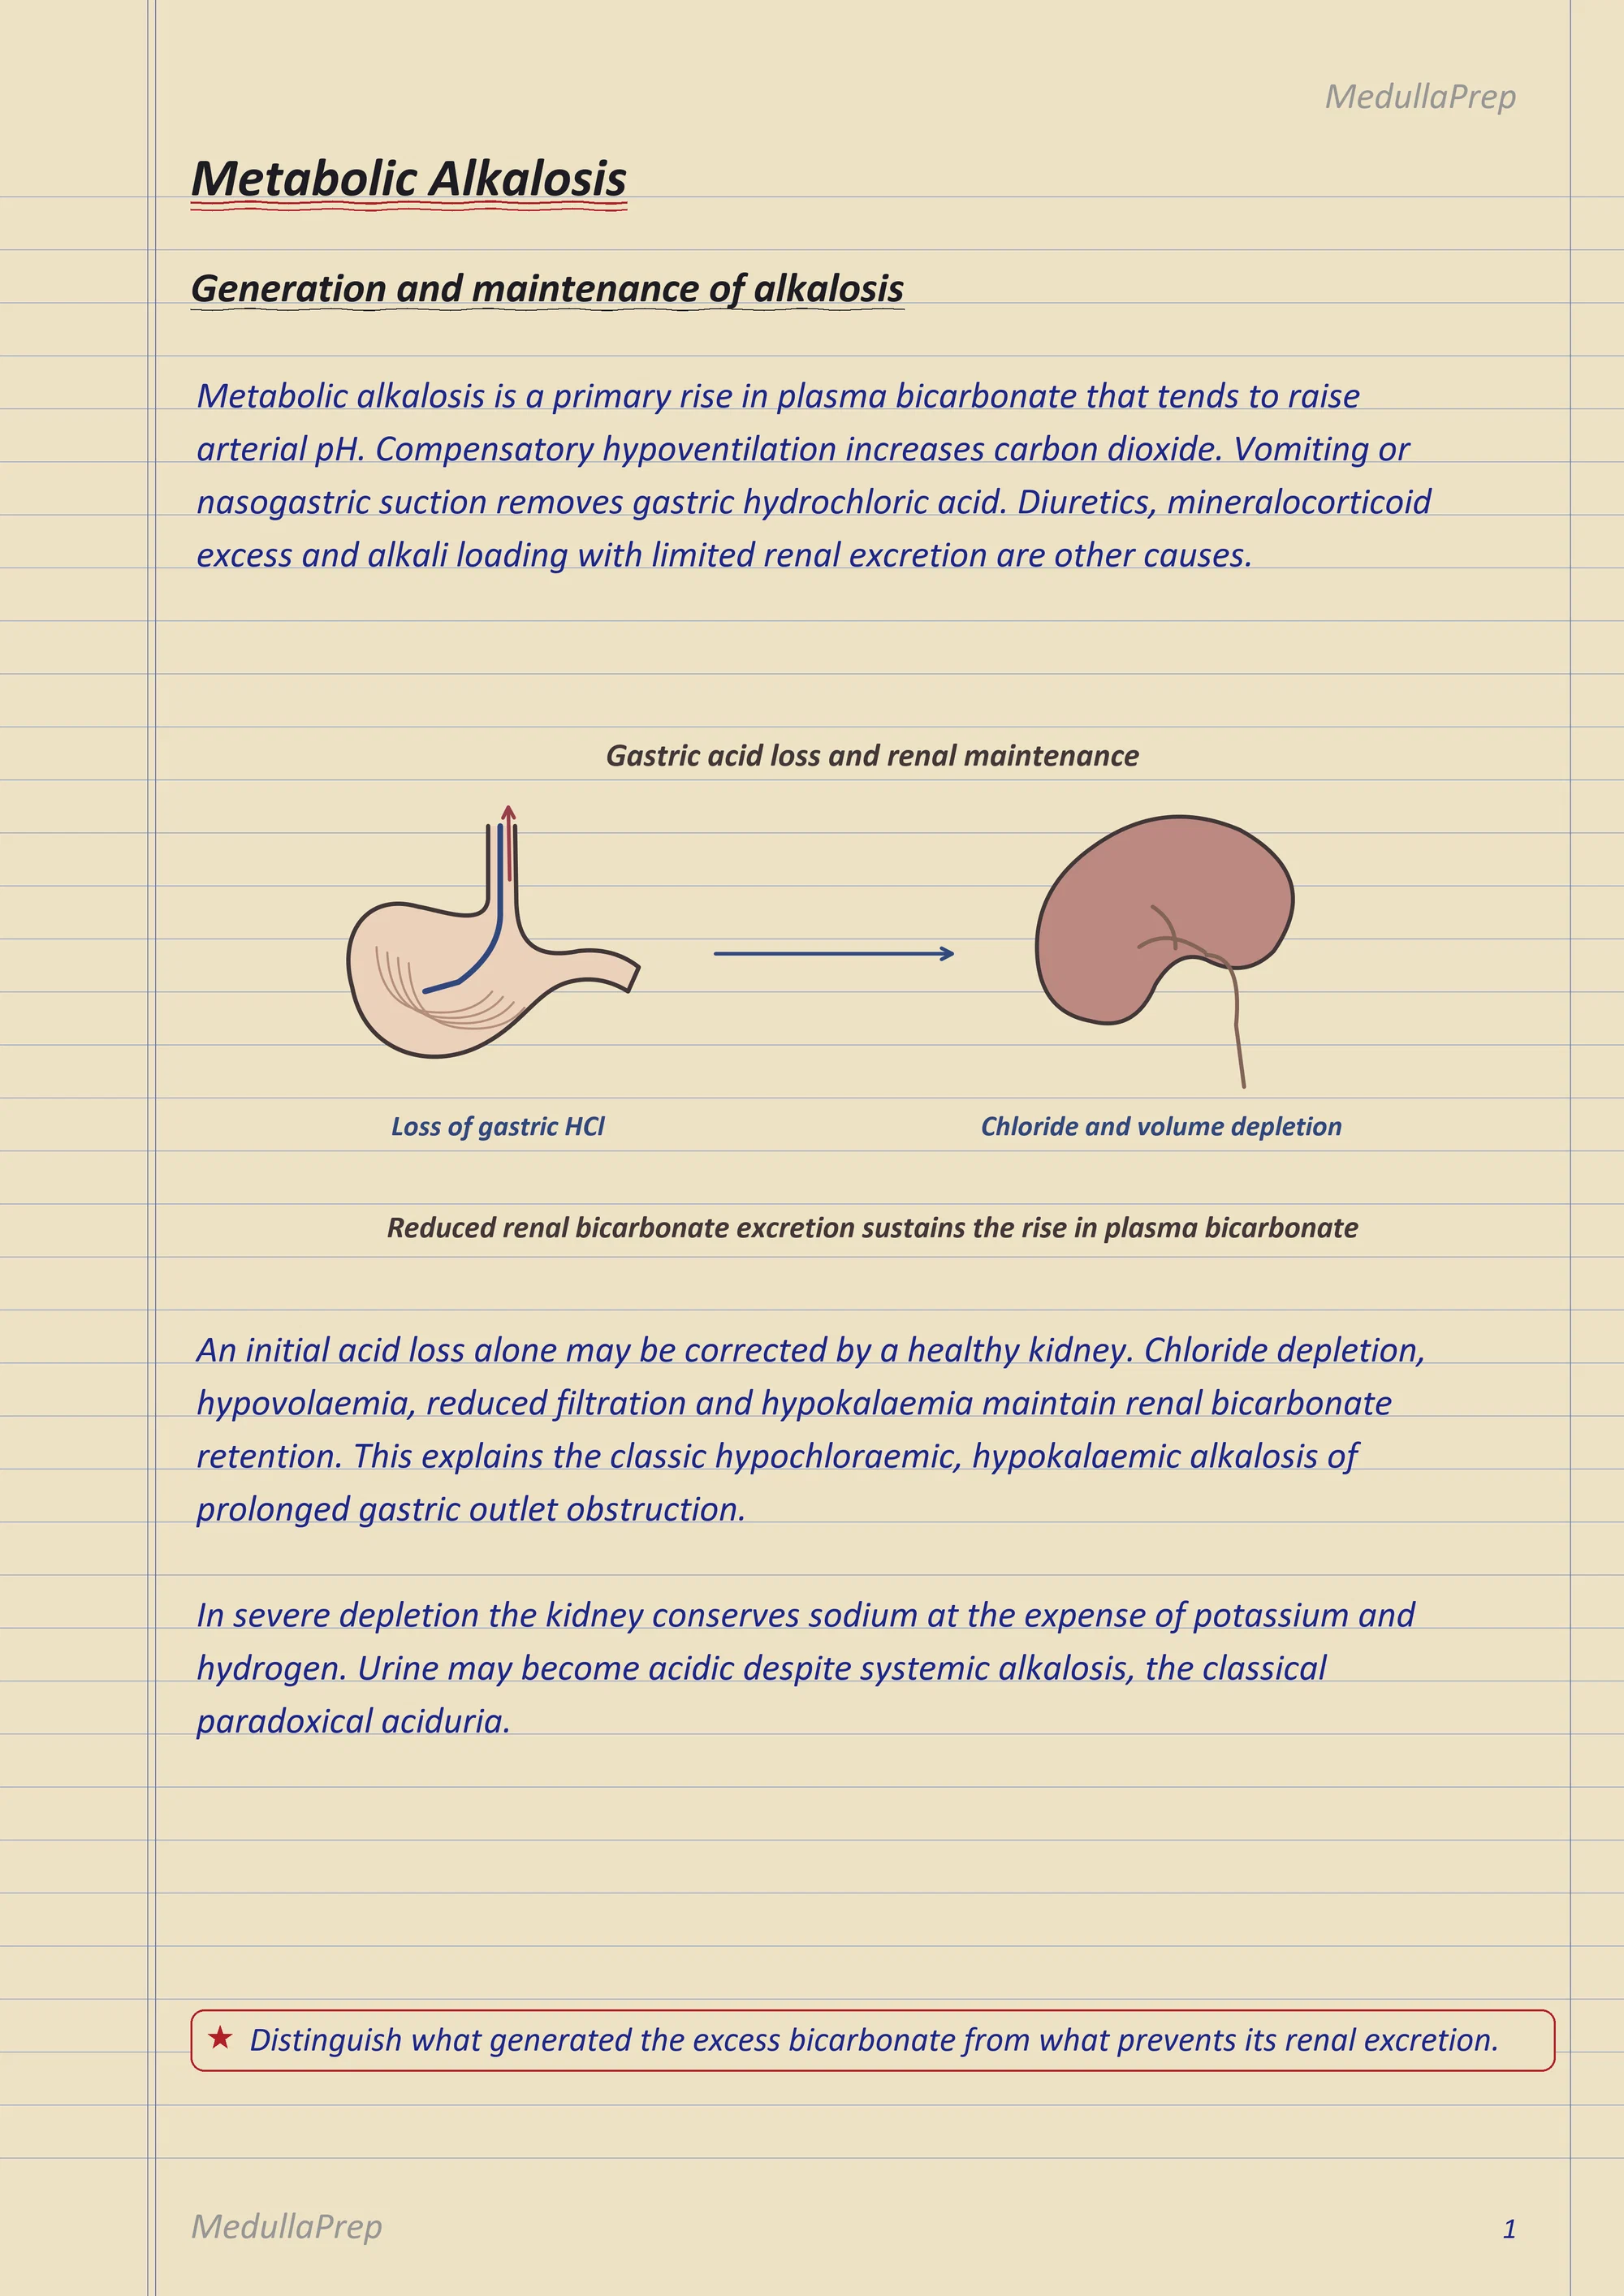 MedullaPrep
Metabolic Alkalosis
Generation and maintenance of alkalosis
Metabolic alkalosis is a primary rise in plasma bicarbonate that tends to raise
arterial pH. Compensatory hypoventilation increases carbon dioxide. Vomiting or
nasogastric suction removes gastric hydrochloric acid. Diuretics, mineralocorticoid
excess and alkali loading with limited renal excretion are other causes.
Gastric acid loss and renal maintenance
Loss of gastric HCl
Chloride and volume depletion
Reduced renal bicarbonate excretion sustains the rise in plasma bicarbonate
An initial acid loss alone may be corrected by a healthy kidney. Chloride depletion,
hypovolaemia, reduced filtration and hypokalaemia maintain renal bicarbonate
retention. This explains the classic hypochloraemic, hypokalaemic alkalosis of
prolonged gastric outlet obstruction.
In severe depletion the kidney conserves sodium at the expense of potassium and
hydrogen. Urine may become acidic despite systemic alkalosis, the classical
paradoxical aciduria.
★ Distinguish what generated the excess bicarbonate from what prevents its renal excretion.
MedullaPrep
1